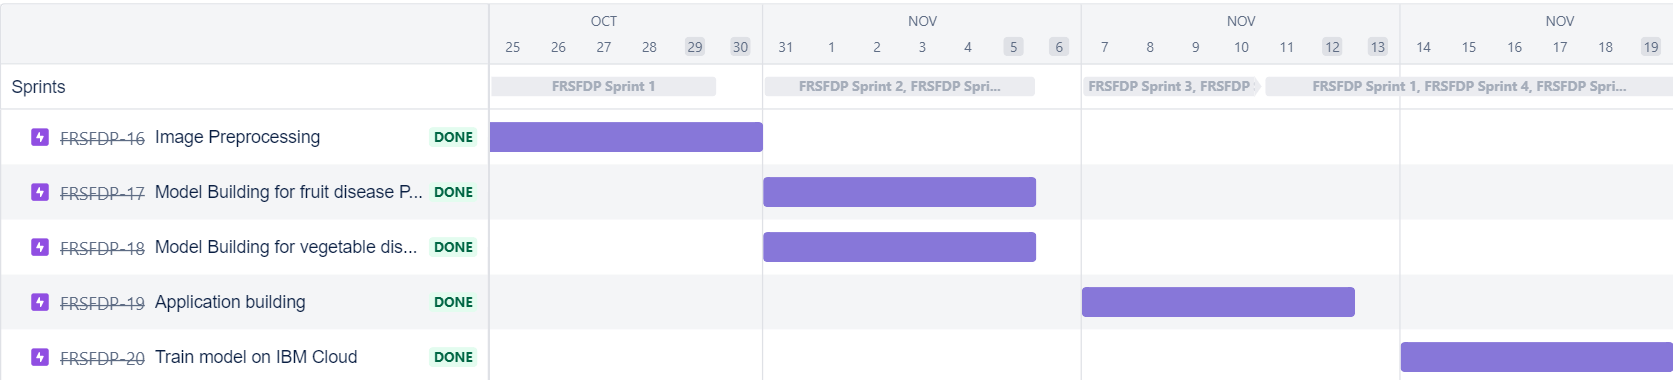 OCT NOV NOV NOV
25 26 27 28 29 30 31 1 2 3 4 5 6 7 8 9 10 11 12 13 14 15 16 17 18 19
Sprints FRSFDP Sprint 1 FRSFDP Sprint 2, FRSFDP Spri... FRSFDP Sprint 3, FRSFDP FRSFDP Sprint 1, FRSFDP Sprint 4, FRSFDP Spri...
FRSFDP-16 Image Preprocessing DONE
FRSFDP-17 Model Building for fruit disease P... DONE
FRSFDP-18 Model Building for vegetable dis... DONE
FRSFDP-19 Application building DONE
FRSFDP-20 Train model on IBM Cloud DONE